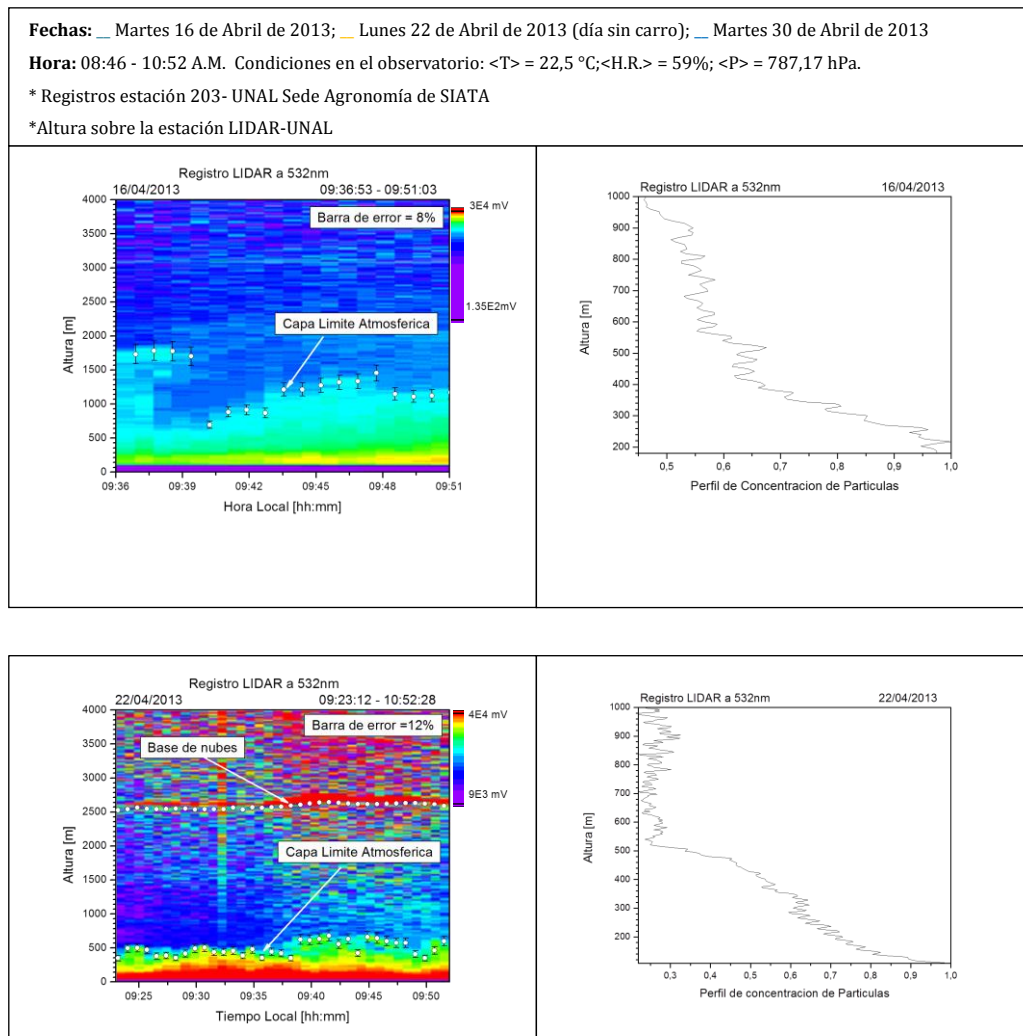 Fechas: __ Martes 16 de Abril de 2013; __ Lunes 22 de Abril de 2013 (día sin carro); __ Martes 30 de Abril de 2013
Hora: 08:46 - 10:52 A.M. Condiciones en el observatorio: <T> = 22,5 °C;<H.R.> = 59%; <P> = 787,17 hPa.
* Registros estación 203- UNAL Sede Agronomía de SIATA
*Altura sobre la estación LIDAR-UNAL
Registro LIDAR a 532nm
16/04/2013 09:36:53 - 09:51:03
4000
3500
3000
2500
2000
1500
1000
500
0
Altura [m]
Barra de error = 8%
Capa Limite Atmosferica
3E4 mV
1.35E2mV
09:36 09:39 09:42 09:45 09:48 09:51
Hora Local [hh:mm]
Registro LIDAR a 532nm 16/04/2013
1000
900
800
700
600
500
400
300
200
Altura [m]
0,5 0,6 0,7 0,8 0,9 1,0
Perfil de Concentracion de Particulas
Registro LIDAR a 532nm
22/04/2013 09:23:12 - 10:52:28
4000
3500
3000
2500
2000
1500
1000
500
0
Altura [m]
Barra de error =12%
Base de nubes
Capa Limite Atmosferica
4E4 mV
9E3 mV
09:25 09:30 09:35 09:40 09:45 09:50
Tiempo Local [hh:mm]
Registro LIDAR a 532nm 22/04/2013
1000
900
800
700
600
500
400
300
200
Altura [m]
0,3 0,4 0,5 0,6 0,7 0,8 0,9 1,0
Perfil de concentracion de Particulas